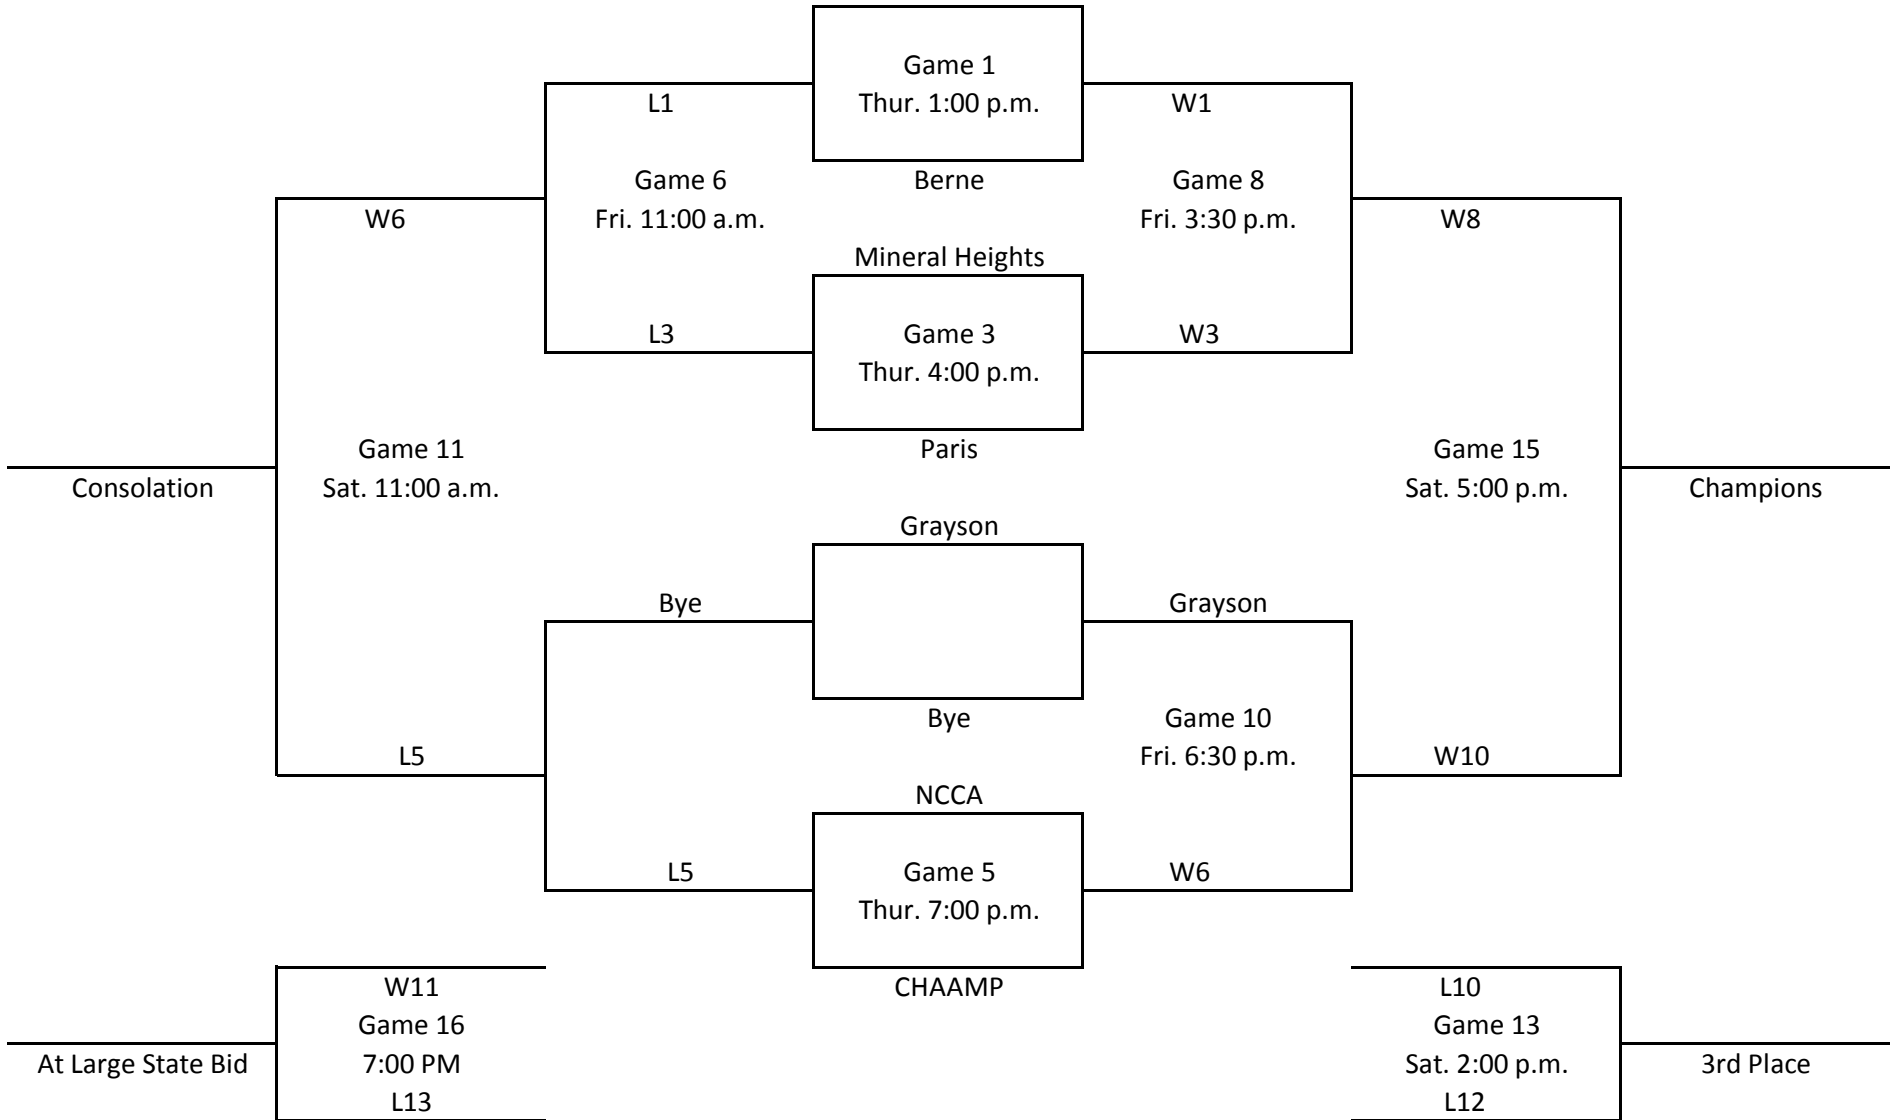 Game 1
L1
Thur. 1:00 p.m.
W1
Game 6
Berne
Game 8
W6
Fri. 11:00 a.m.
Fri. 3:30 p.m.
W8
Mineral Heights
L3
Game 3
W3
Thur. 4:00 p.m.
Game 11
Paris
Game 15
Consolation
Sat. 11:00 a.m.
Sat. 5:00 p.m.
Champions
Grayson
Bye
Grayson
Bye
Game 10
L5
Fri. 6:30 p.m.
W10
NCCA
L5
Game 5
W6
Thur. 7:00 p.m.
W11
CHAAMP
L10
Game 16
Game 13
At Large State Bid
7:00 PM
Sat. 2:00 p.m.
3rd Place
L13
L12